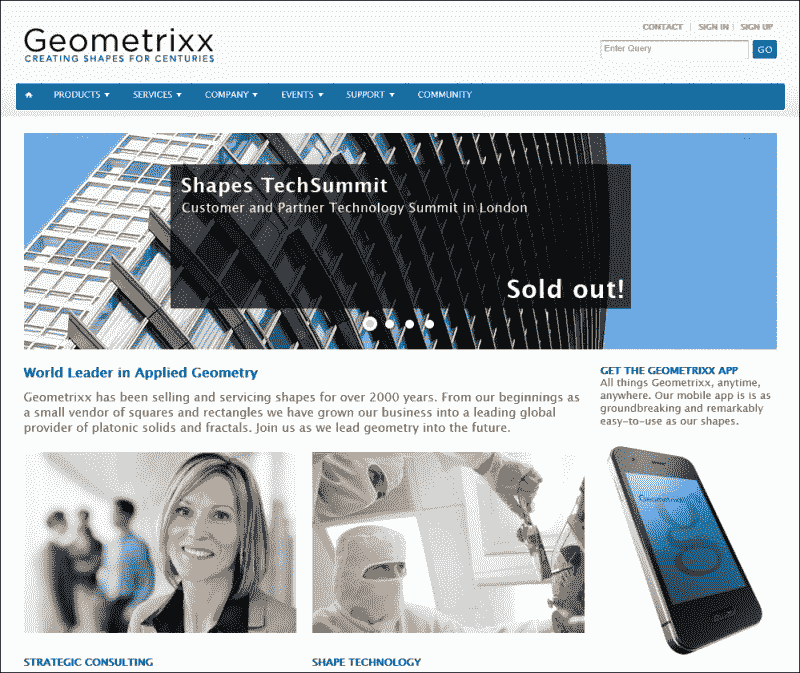 CONTACT | SIGN IN | SIGN UP
Geometrixx
CREATING SHAPES FOR CENTURIES
Enter Query
GO
PRODUCTS
SERVICES
COMPANY
EVENTS
SUPPORT
COMMUNITY
Shapes TechSummit
Customer and Partner Technology Summit in London
Sold out!
World Leader in Applied Geometry
Geometrixx has been selling and servicing shapes for over 2000 years. From our beginnings as
a small vendor of squares and rectangles we have grown our business into a leading global
provider of platonic solids and fractals. Join us as we lead geometry into the future.
GET THE GEOMETRIXX APP
All things Geometrixx, anytime,
anywhere. Our mobile app is is as
groundbreaking and remarkably
easy-to-use as our shapes.
Geometrixx
STRATEGIC CONSULTING
SHAPE TECHNOLOGY